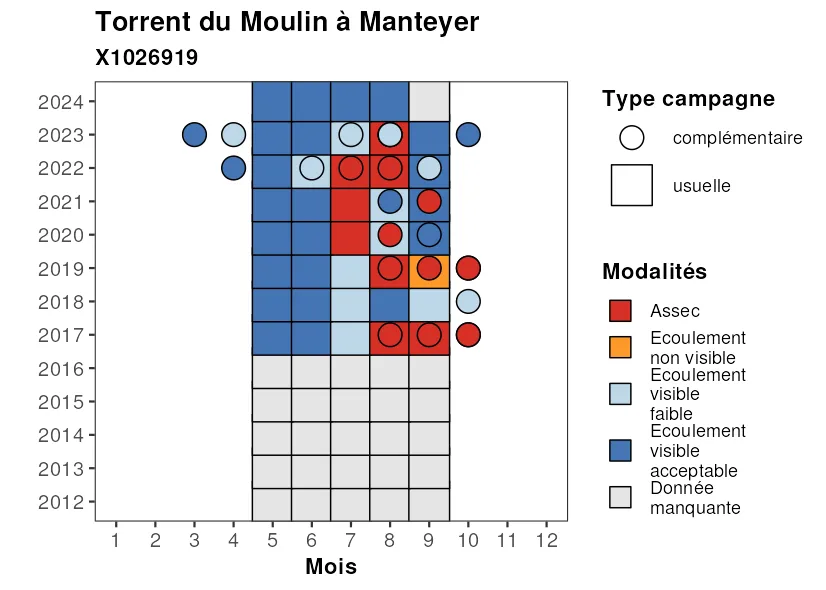 Torrent du Moulin à Manteyer
X1026919
2024
2023
2022
2021
2020
2019
2018
2017
2016
2015
2014
2013
2012
1 2 3 4 5 6 7 8 9 10 11 12
Mois
Type campagne
complémentaire
usuelle
Modalités
Assec
Ecoulement
non visible
Ecoulement
visible
faible
Ecoulement
visible
acceptable
Donnée
manquante